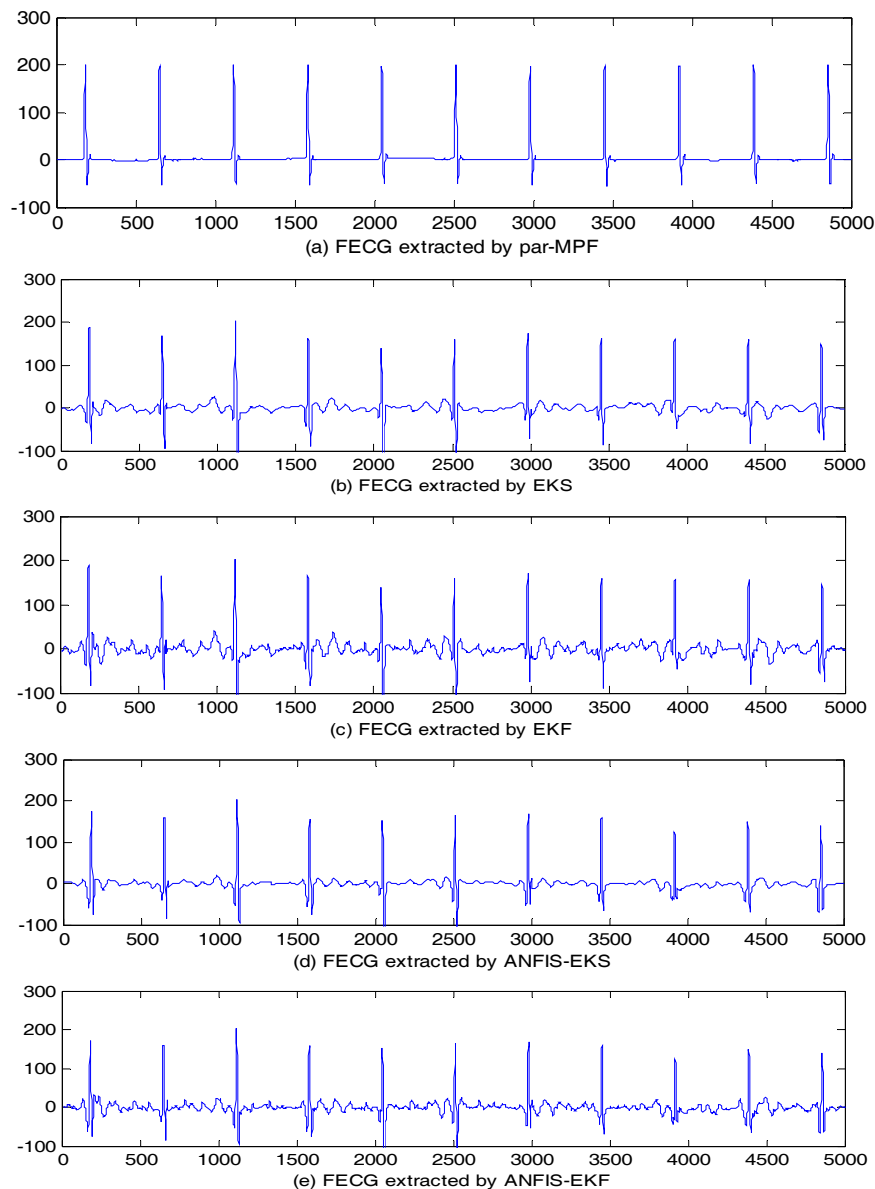 300
200
100
0
-100
0 500 1000 1500 2000 2500 3000 3500 4000 4500 5000
(a) FECG extracted by par-MPF
300
200
100
0
-100
0 500 1000 1500 2000 2500 3000 3500 4000 4500 5000
(b) FECG extracted by EKS
300
200
100
0
-100
0 500 1000 1500 2000 2500 3000 3500 4000 4500 5000
(c) FECG extracted by EKF
300
200
100
0
-100
0 500 1000 1500 2000 2500 3000 3500 4000 4500 5000
(d) FECG extracted by ANFIS-EKS
300
200
100
0
-100
0 500 1000 1500 2000 2500 3000 3500 4000 4500 5000
(e) FECG extracted by ANFIS-EKF